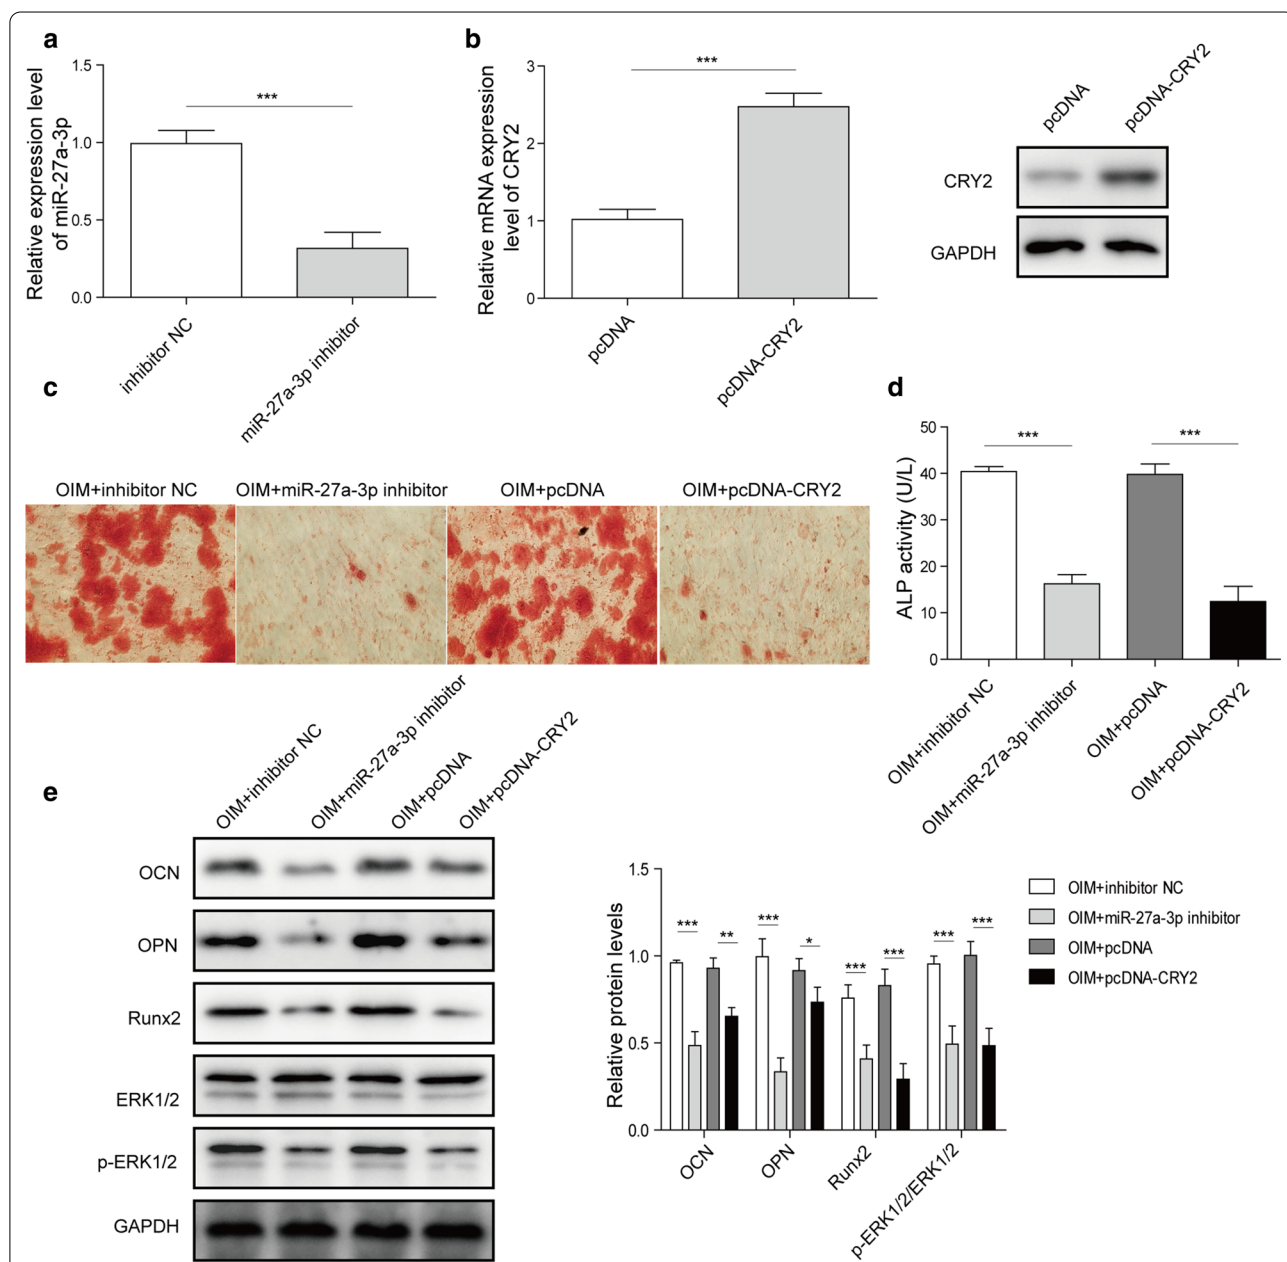 a
Relative expression level
of miR-27a-3p
1.5
1.0
0.5
0.0
***
inhibitor NC
miR-27a-3p inhibitor
b
Relative mRNA expression
level of CRY2
3
2
1
0
***
pcDNA
pcDNA-CRY2
pcDNA
pcDNA-CRY2
CRY2
GAPDH
c
OIM+inhibitor NC
OIM+miR-27a-3p inhibitor
OIM+pcDNA
OIM+pcDNA-CRY2
d
ALP activity (U/L)
50
40
30
20
10
0
***
***
OIM+inhibitor NC
OIM+miR-27a-3p inhibitor
OIM+pcDNA
OIM+pcDNA-CRY2
e
OIM+inhibitor NC
OIM+miR-27a-3p inhibitor
OIM+pcDNA
OIM+pcDNA-CRY2
OCN
OPN
Runx2
ERK1/2
p-ERK1/2
GAPDH
Relative protein levels
1.5
1.0
0.5
0.0
***
**
***
*
***
***
***
***
OCN
OPN
Runx2
p-ERK1/2/ERK1/2
OIM+inhibitor NC
OIM+miR-27a-3p inhibitor
OIM+pcDNA
OIM+pcDNA-CRY2